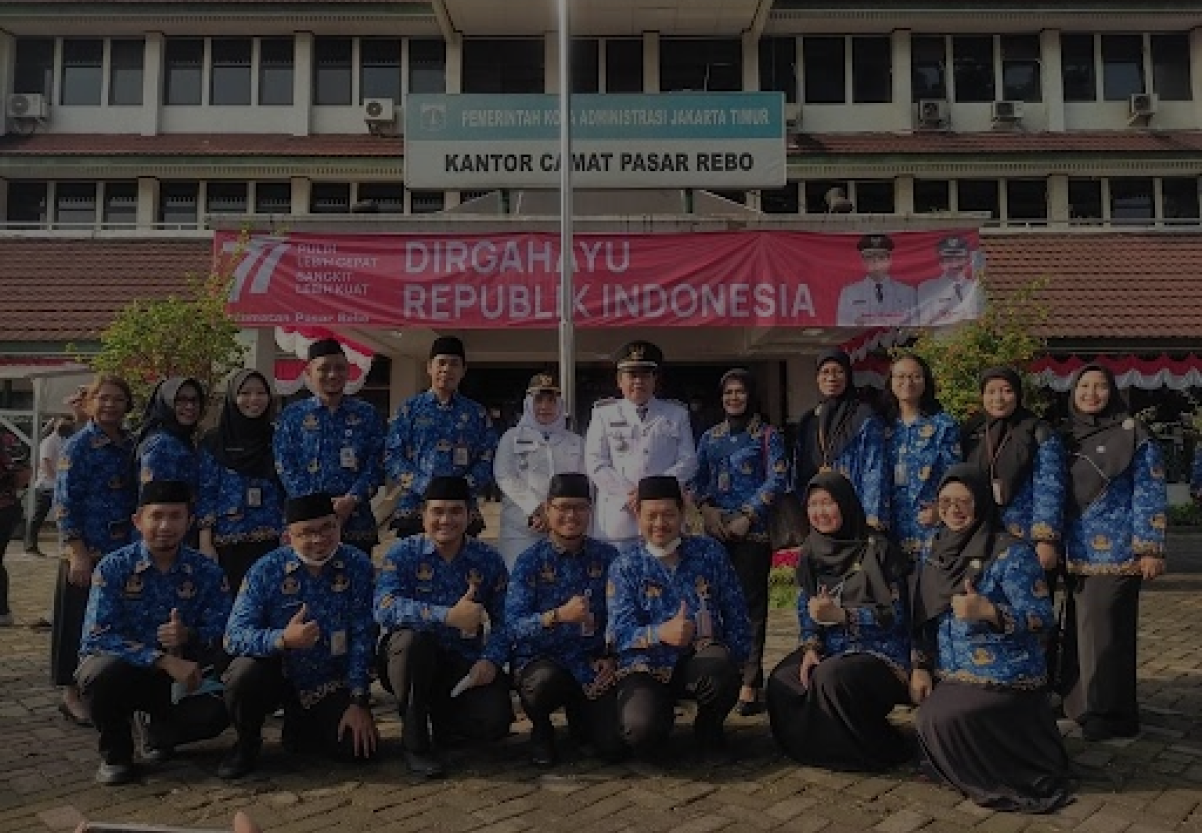 PEMERINTAH KOTA ADMINISTRASI JAKARTA TIMUR
KANTOR CAMAT PASAR REBO
77
PULIH
LEBIH CEPAT
BANGKIT
LEBIH KUAT
DIRGAHAYU
REPUBLIK INDONESIA
Kecamatan Pasar Rebo